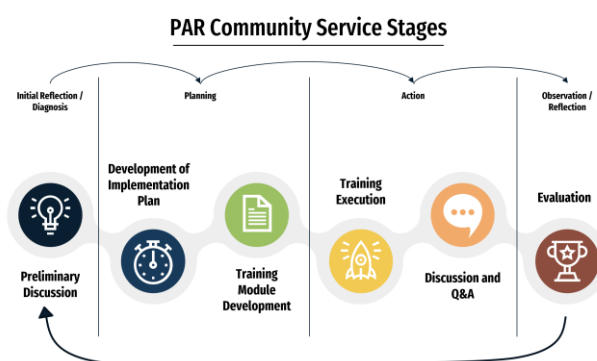 PAR Community Service Stages
Initial Reflection /
Diagnosis
Planning
Action
Observation /
Reflection
Preliminary
Discussion
Development of
Implementation
Plan
Training
Module
Development
Training
Execution
Discussion and
Q&A
Evaluation